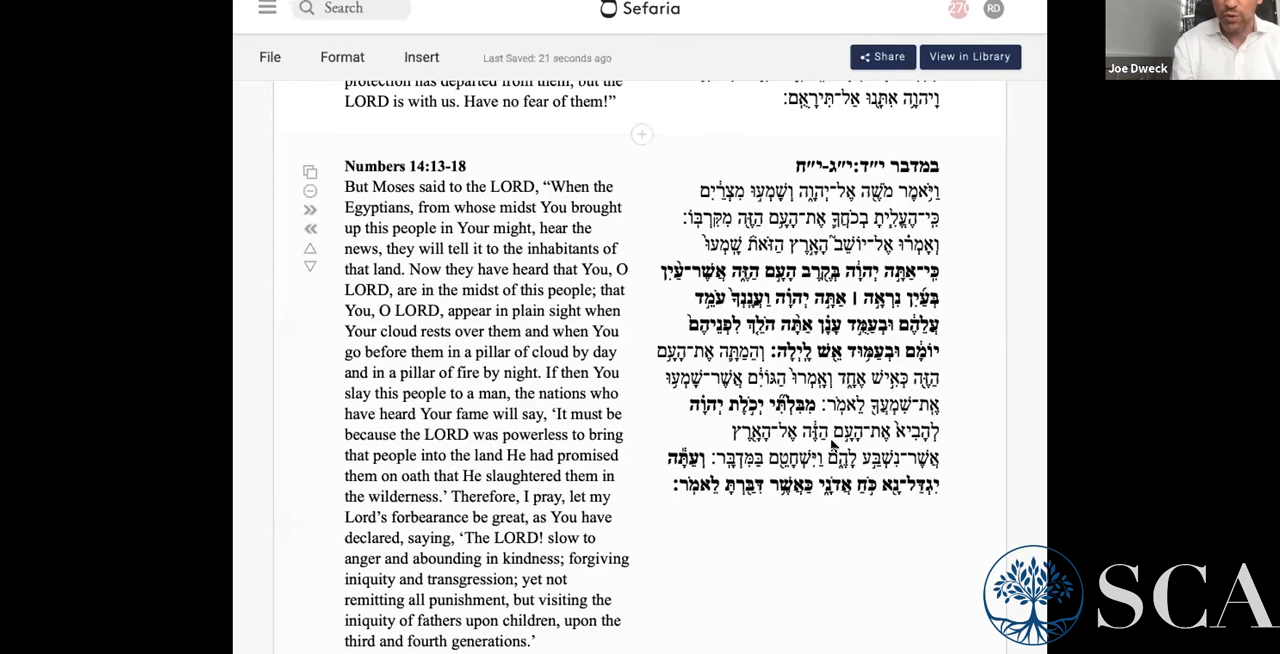 Search
Sefaria
270
RD
File
Format
Insert
Last Saved: 21 seconds ago
Share
View in Library
Joe Dweck
protection has departed from them, but the
LORD is with us. Have no fear of them!”
וַֽיהוָ֥ה אִתָּ֖נוּ אַל־תִּירָאֻֽם׃
Numbers 14:13-18
But Moses said to the LORD, “When the
Egyptians, from whose midst You brought
up this people in Your might, hear the
news, they will tell it to the inhabitants of
that land. Now they have heard that You, O
LORD, are in the midst of this people; that
You, O LORD, appear in plain sight when
Your cloud rests over them and when You
go before them in a pillar of cloud by day
and in a pillar of fire by night. If then You
slay this people to a man, the nations who
have heard Your fame will say, ‘It must be
because the LORD was powerless to bring
that people into the land He had promised
them on oath that He slaughtered them in
the wilderness.’ Therefore, I pray, let my
Lord’s forbearance be great, as You have
declared, saying, ‘The LORD! slow to
anger and abounding in kindness; forgiving
iniquity and transgression; yet not
remitting all punishment, but visiting the
iniquity of fathers upon children, upon the
third and fourth generations.’
במדבר י״ד:י״ג-י״ח
וַיֹּ֥אמֶר מֹשֶׁ֖ה אֶל־יְהוָ֑ה וְשָׁמְע֣וּ מִצְרַ֔יִם
כִּֽי־הֶעֱלִ֧יתָ בְכֹחֲךָ֛ אֶת־הָעָ֥ם הַזֶּ֖ה מִקִּרְבּֽוֹ׃
וְאָמְר֗וּ אֶל־יוֹשֵׁב֮ הָאָ֣רֶץ הַזֹּאת֒ שָֽׁמְעוּ֙
כִּֽי־אַתָּ֣ה יְהוָ֔ה בְּקֶ֖רֶב הָעָ֣ם הַזֶּ֑ה אֲשֶׁר־עַ֨יִן
בְּעַ֜יִן נִרְאָ֣ה ׀ אַתָּ֣ה יְהוָ֗ה וַעֲנָֽנְךָ֙ עֹמֵ֣ד
עֲלֵהֶ֔ם וּבְעַמֻּ֣ד עָנָ֗ן אַתָּ֨ה הֹלֵ֤ךְ לִפְנֵיהֶם֙
יוֹמָ֔ם וּבְעַמּ֥וּד אֵ֖שׁ לָֽיְלָה׃ וְהֵמַתָּ֛ה אֶת־הָעָ֥ם
הַזֶּ֖ה כְּאִ֣ישׁ אֶחָ֑ד וְאָֽמְרוּ֙ הַגּוֹיִ֔ם אֲשֶׁר־שָׁמְע֥וּ
אֶֽת־שִׁמְעֲךָ֖ לֵאמֹֽר׃ מִבִּלְתִּ֞י יְכֹ֣לֶת יְהוָ֗ה
לְהָבִיא֙ אֶת־הָעָ֣ם הַזֶּ֔ה אֶל־הָאָ֖רֶץ
אֲשֶׁר־נִשְׁבַּ֣ע לָהֶ֑ם וַיִּשְׁחָטֵ֖ם בַּמִּדְבָּֽר׃ וְעַתָּ֕ה
יִגְדַּל־נָ֖א כֹּ֣חַ אֲדֹנָ֑י כַּאֲשֶׁ֥ר דִּבַּ֖רְתָּ לֵאמֹֽר׃
SCA